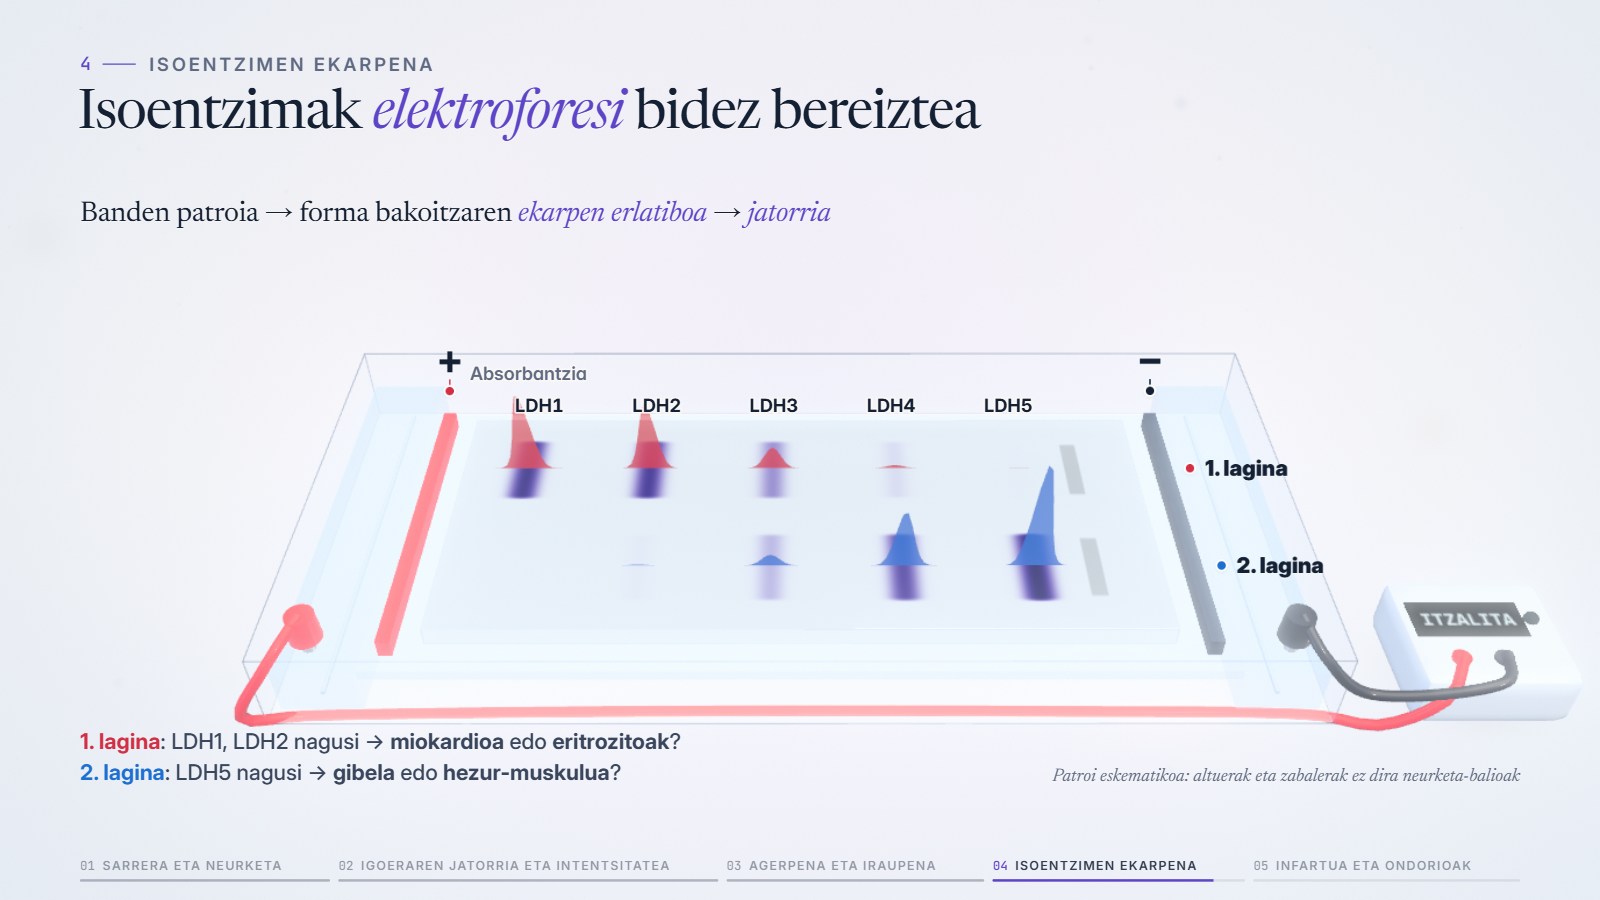 4 — ISOENTZIMEN EKARPENA
Isoentzimak elektroforesi bidez bereiztea
Banden patroia → forma bakoitzaren ekarpen erlatiboa → jatorria
+ −
Absorbantzia
LDH1 LDH2 LDH3 LDH4 LDH5
1. lagina
2. lagina
ITZALITA
1. lagina: LDH1, LDH2 nagusi → miokardioa edo eritrozitoak?
2. lagina: LDH5 nagusi → gibela edo hezur-muskulua?
Patroi eskematikoa: altuerak eta zabalerak ez dira neurketa-balioak
01 SARRERA ETA NEURKETA 02 IGOERAREN JATORRIA ETA INTENTSITATEA 03 AGERPENA ETA IRAUPENA 04 ISOENTZIMEN EKARPENA 05 INFARTUA ETA ONDORIOAK